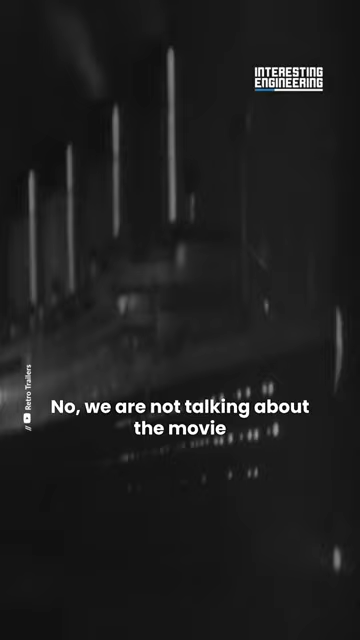 INTERESTING
ENGINEERING
// Retro Trailers
No, we are not talking about
the movie